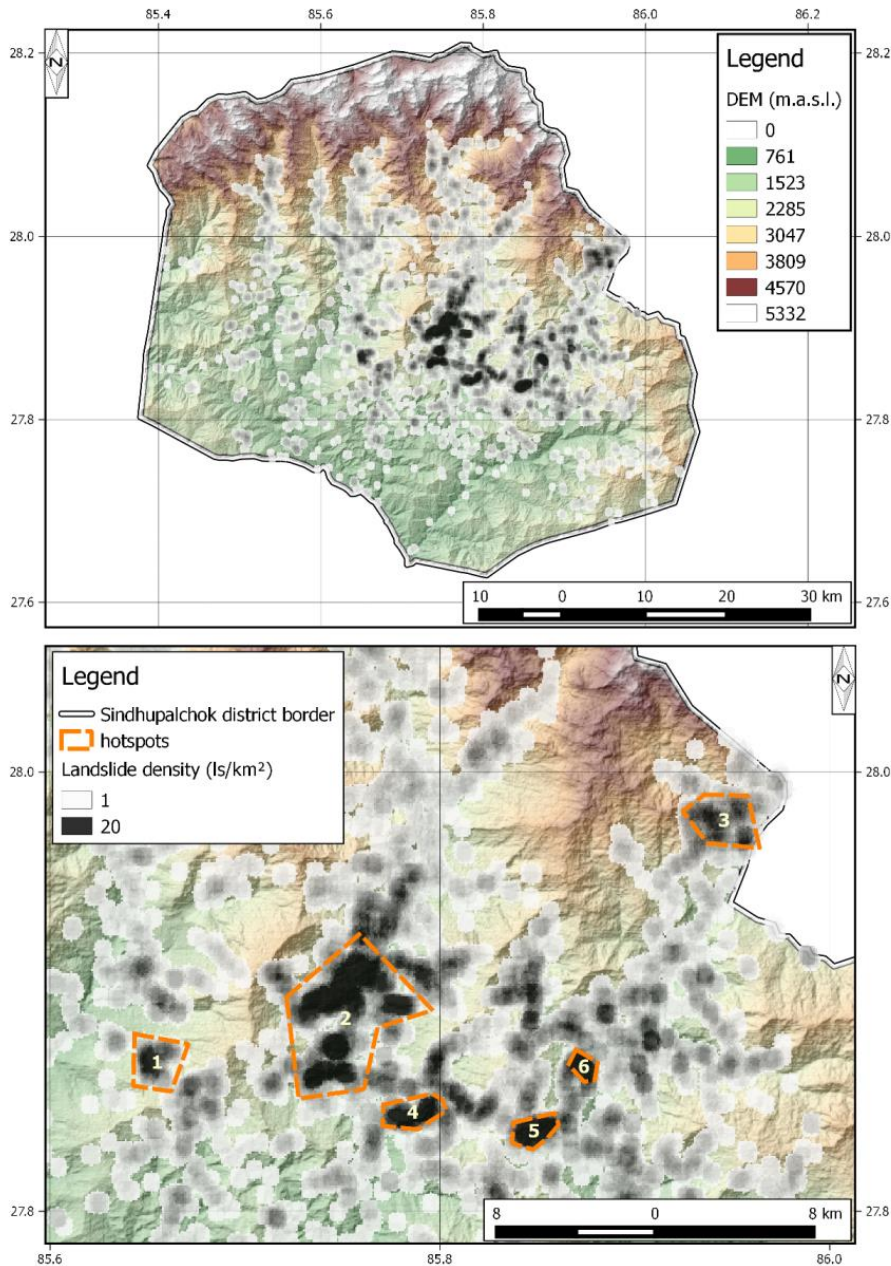 85.4 85.6 85.8 86.0 86.2
28.2
28.0
27.8
27.6
28.2
28.0
27.8
27.6
N
Legend
DEM (m.a.s.l.)
0
761
1523
2285
3047
3809
4570
5332
10 0 10 20 30 km
Legend
Sindhupalchok district border
hotspots
Landslide density (ls/km²)
1
20
N
28.0
28.0
3
2
1
6
4
5
27.8
27.8
8 0 8 km
85.6 85.8 86.0